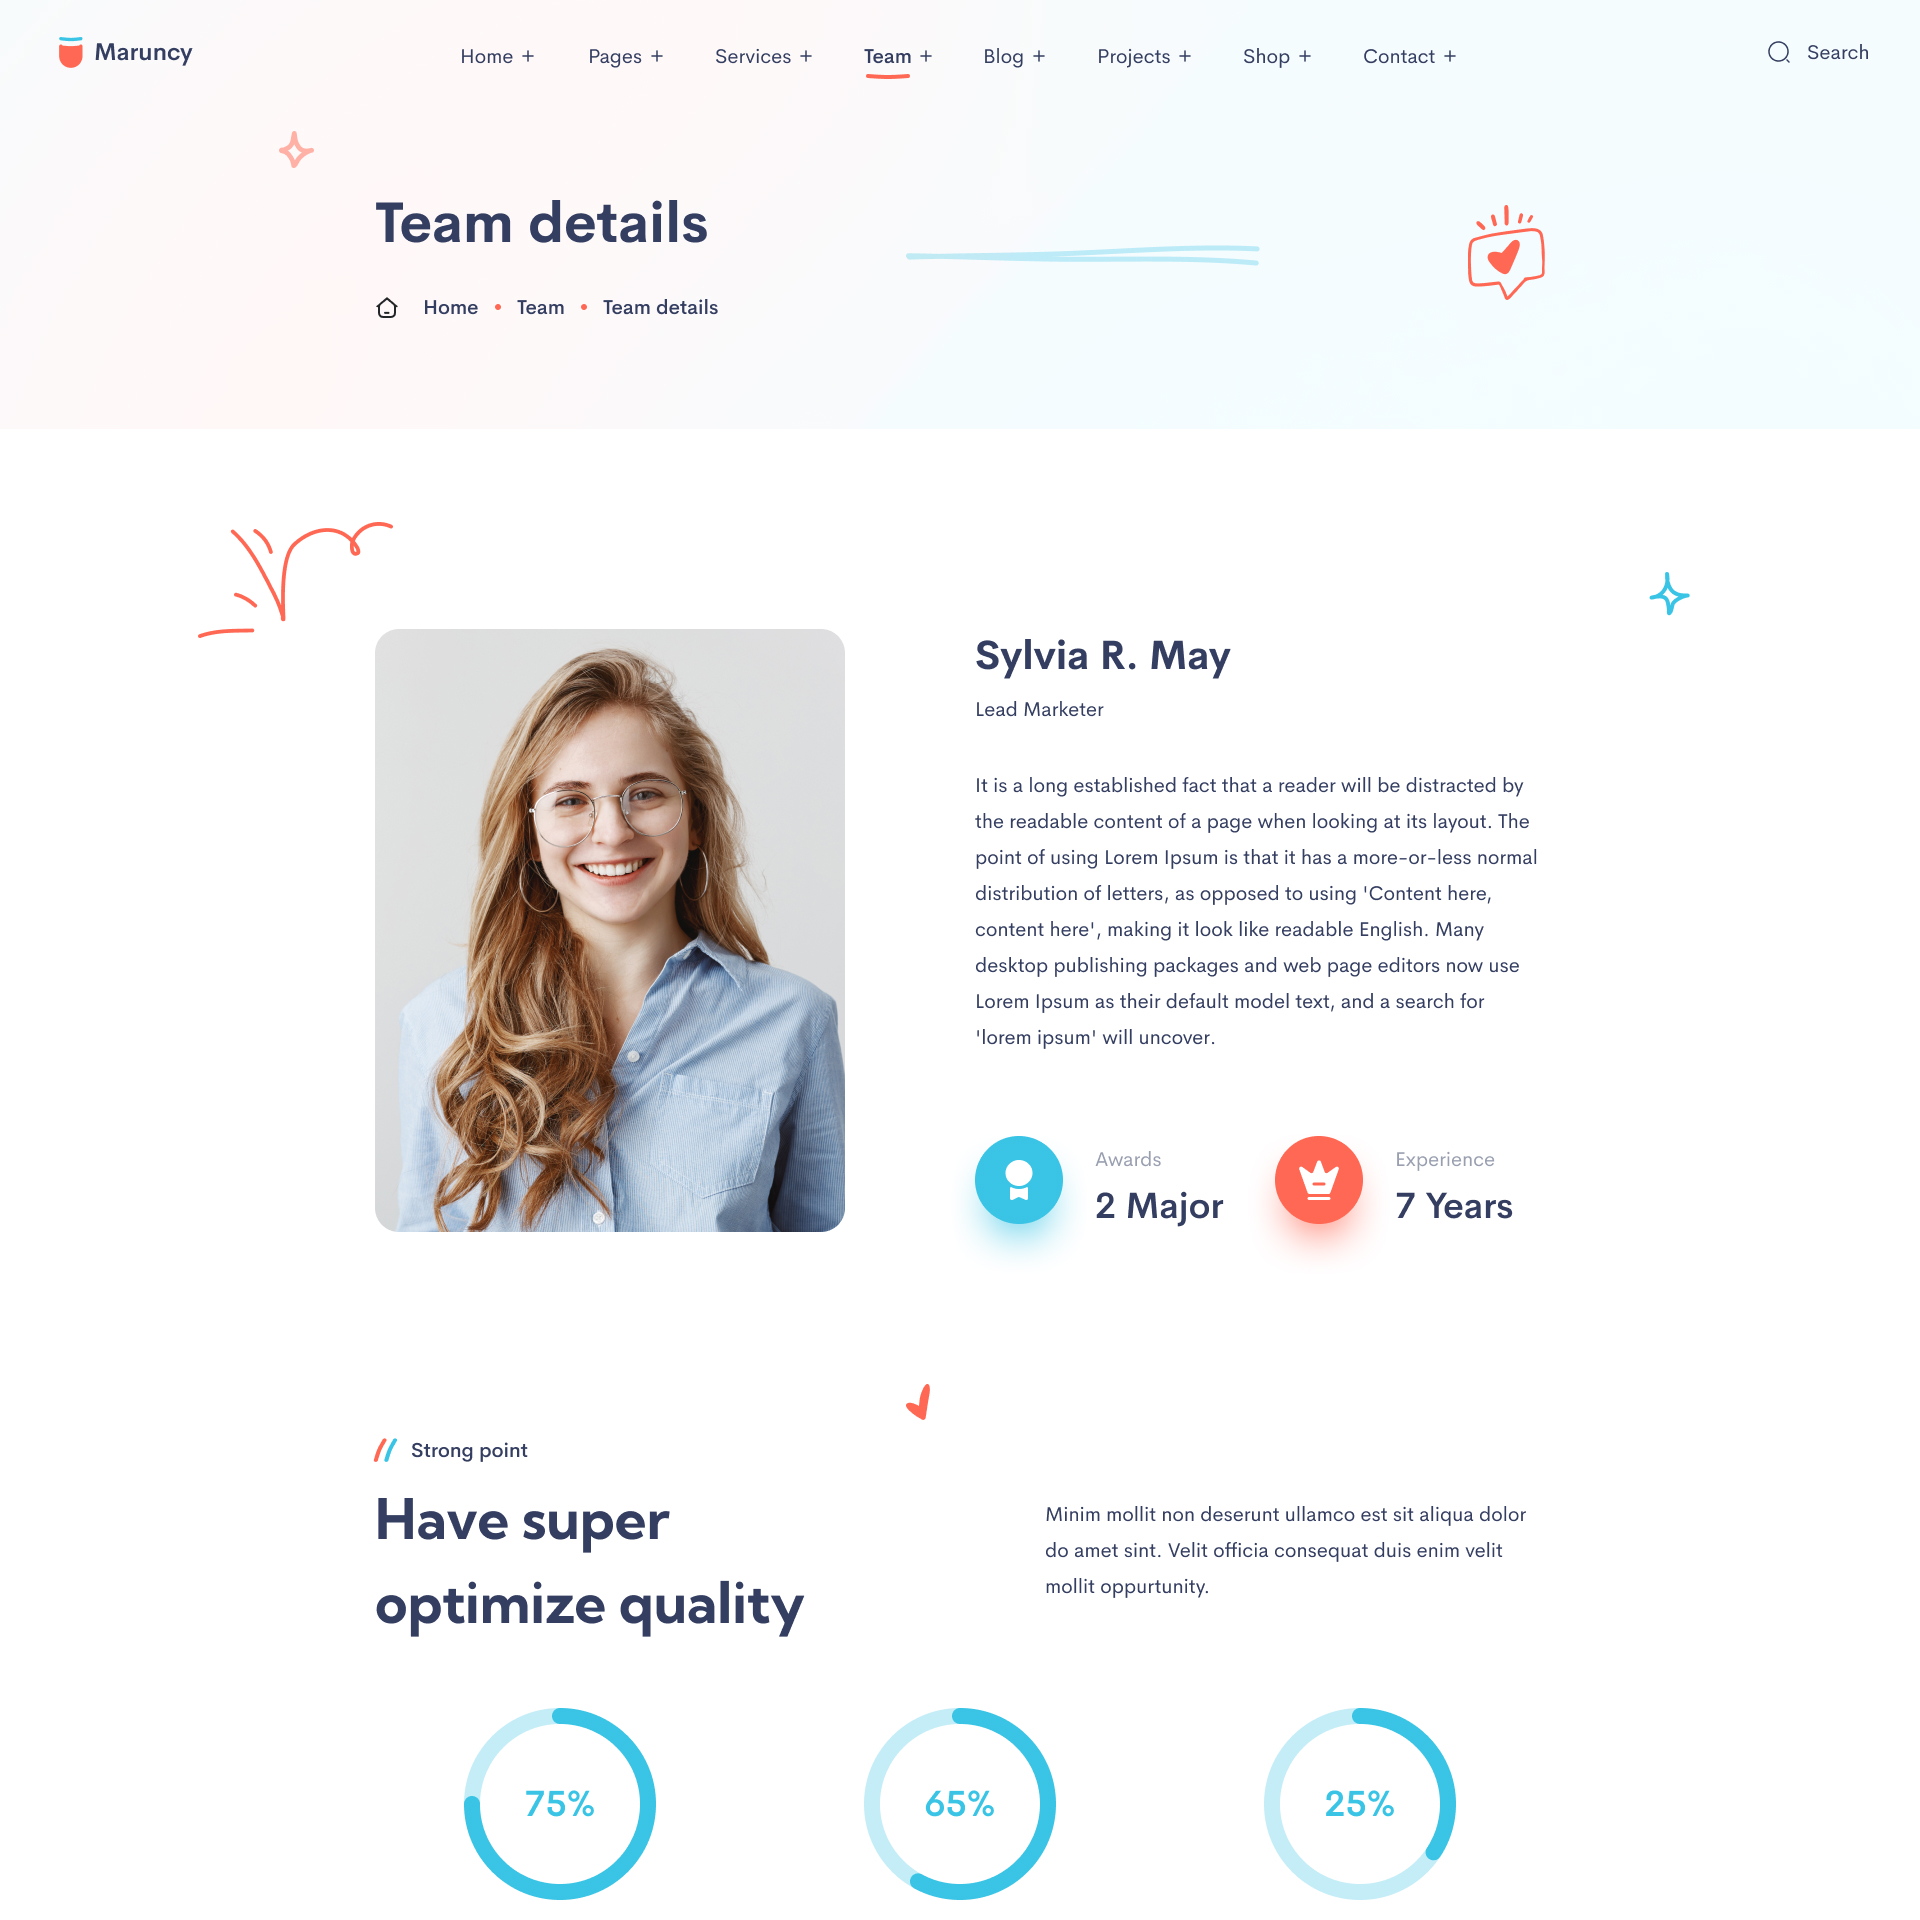 Maruncy
Home + Pages + Services + Team + Blog + Projects + Shop + Contact +
Search
Team details
Home • Team • Team details
Sylvia R. May
Lead Marketer
It is a long established fact that a reader will be distracted by
the readable content of a page when looking at its layout. The
point of using Lorem Ipsum is that it has a more-or-less normal
distribution of letters, as opposed to using 'Content here,
content here', making it look like readable English. Many
desktop publishing packages and web page editors now use
Lorem Ipsum as their default model text, and a search for
'lorem ipsum' will uncover.
Awards
2 Major
Experience
7 Years
Strong point
Have super
optimize quality
Minim mollit non deserunt ullamco est sit aliqua dolor
do amet sint. Velit officia consequat duis enim velit
mollit oppurtunity.
75%
65%
25%